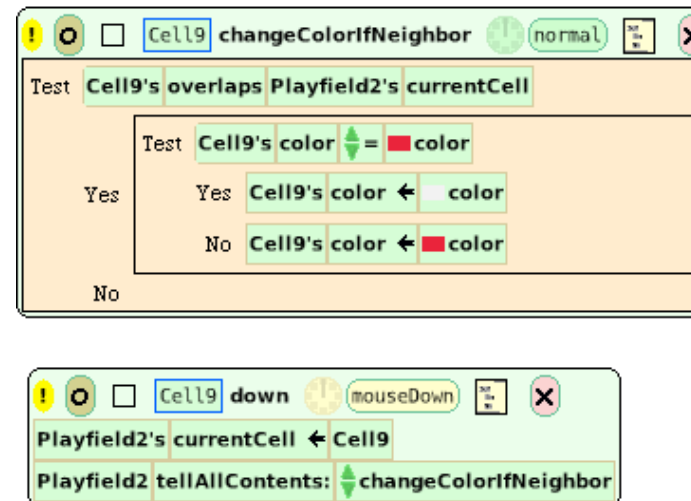 ! Cell9 changeColorIfNeighbor normal
Test Cell9's overlaps Playfield2's currentCell
Test Cell9's color = color
Yes
Yes Cell9's color ← color
No Cell9's color ← color
No
! Cell9 down mouseDown
Playfield2's currentCell ← Cell9
Playfield2 tellAllContents: changeColorIfNeighbor